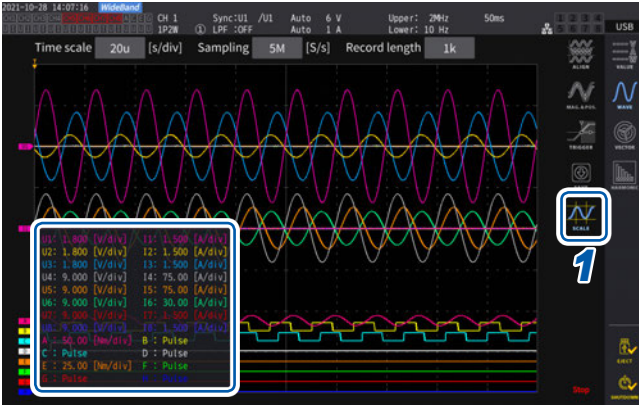 2021-10-28 14:07:16 WideBand
CH 1 Sync:U1 /U1 Auto 6 V Upper: 2MHz 50ms
1P2W ① LPF :OFF Auto 1 A Lower: 10 Hz
USB
Time scale 20u [s/div] Sampling 5M [S/s] Record length 1k
ALIGN
VALUE
MAG.&POS.
WAVE
TRIGGER
VECTOR
HARMONIC
SCALE
1
U1: 1.800 [V/div] I1: 1.500 [A/div]
U2: 1.800 [V/div] I2: 1.500 [A/div]
U3: 1.800 [V/div] I3: 1.500 [A/div]
U4: 9.000 [V/div] I4: 75.00 [A/div]
U5: 9.000 [V/div] I5: 75.00 [A/div]
U6: 9.000 [V/div] I6: 30.00 [A/div]
U7: 9.000 [V/div] I7: 1.500 [A/div]
U8: 9.000 [V/div] I8: 1.500 [A/div]
A : 50.00 [Nm/div] B : Pulse
C : Pulse D : Pulse
E : 25.00 [Nm/div] F : Pulse
G : Pulse
EJECT
Stop
SHUTDOWN